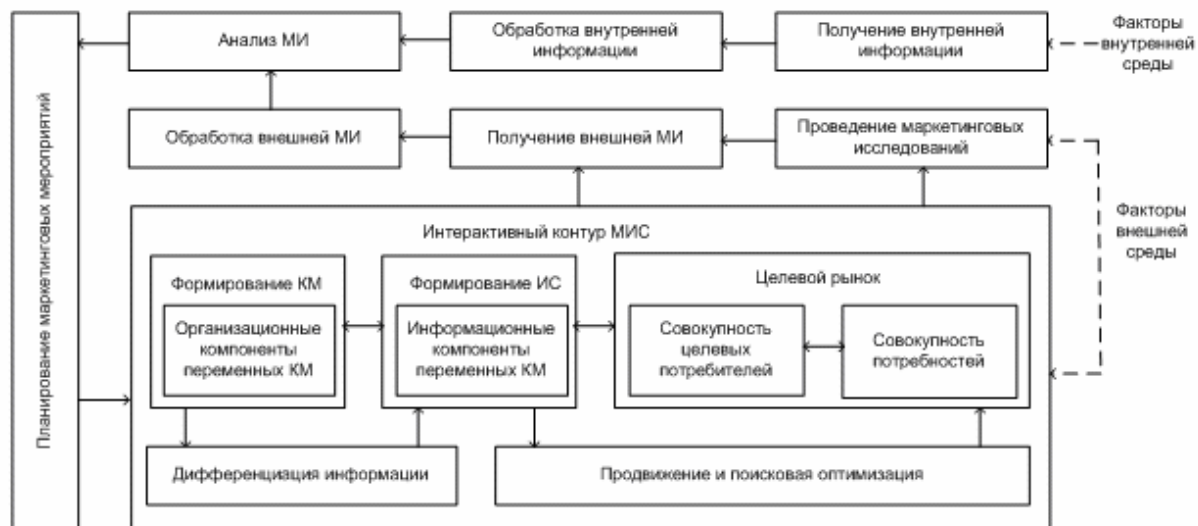 Планирование маркетинговых мероприятий
Анализ МИ
Обработка внутренней
информации
Получение внутренней
информации
Факторы
внутренней
среды
Обработка внешней МИ
Получение внешней МИ
Проведение маркетинговых
исследований
Факторы
внешней
среды
Интерактивный контур МИС
Формирование КМ
Организационные
компоненты
переменных КМ
Формирование ИС
Информационные
компоненты
переменных КМ
Целевой рынок
Совокупность
целевых
потребителей
Совокупность
потребностей
Дифференциация информации
Продвижение и поисковая оптимизация